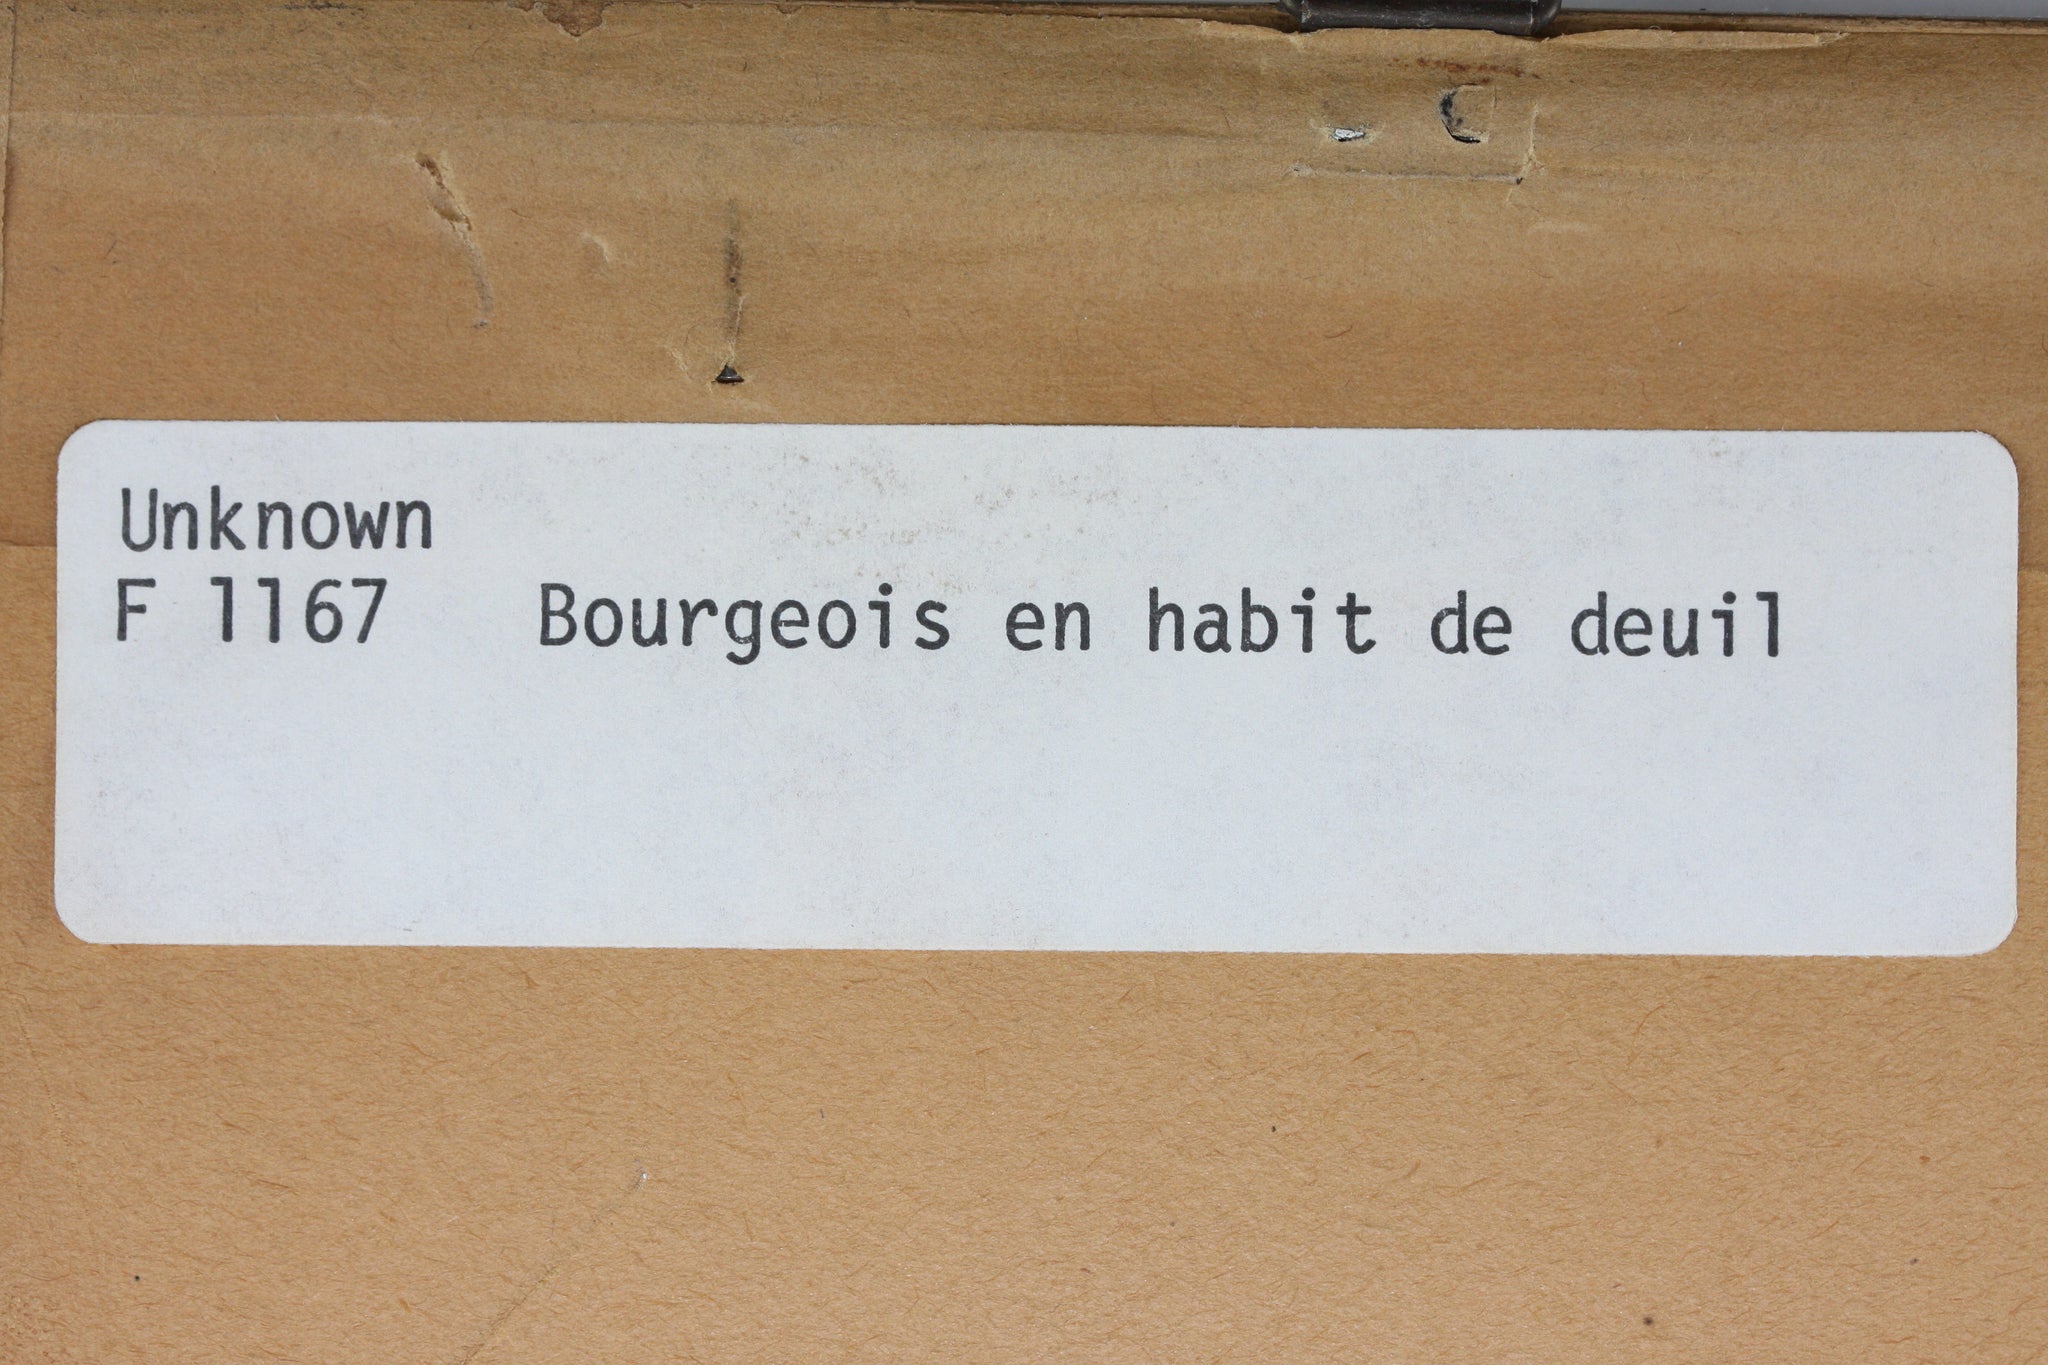 Unknown
F 1167 Bourgeois en habit de deuil